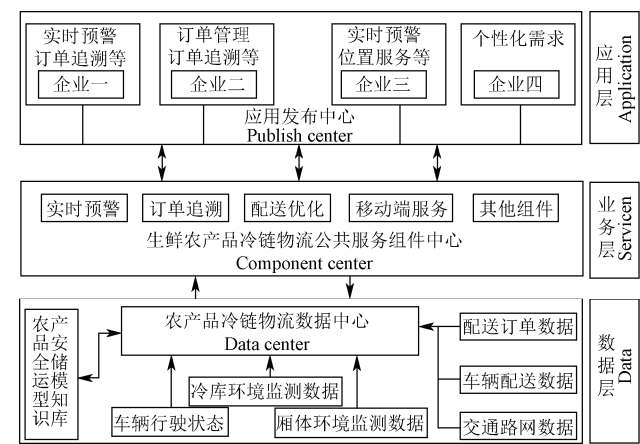 实时预警
订单追溯等
企业一
订单管理
订单追溯等
企业二
实时预警
位置服务等
企业三
个性化需求
企业四
应用发布中心
Publish center
应用层
Application
实时预警
订单追溯
配送优化
移动端服务
其他组件
生鲜农产品冷链物流公共服务组件中心
Component center
业务层
Servicen
农产品安全储运模型知识库
农产品冷链物流数据中心
Data center
配送订单数据
车辆配送数据
交通路网数据
冷库环境监测数据
车辆行驶状态
厢体环境监测数据
数据层
Data